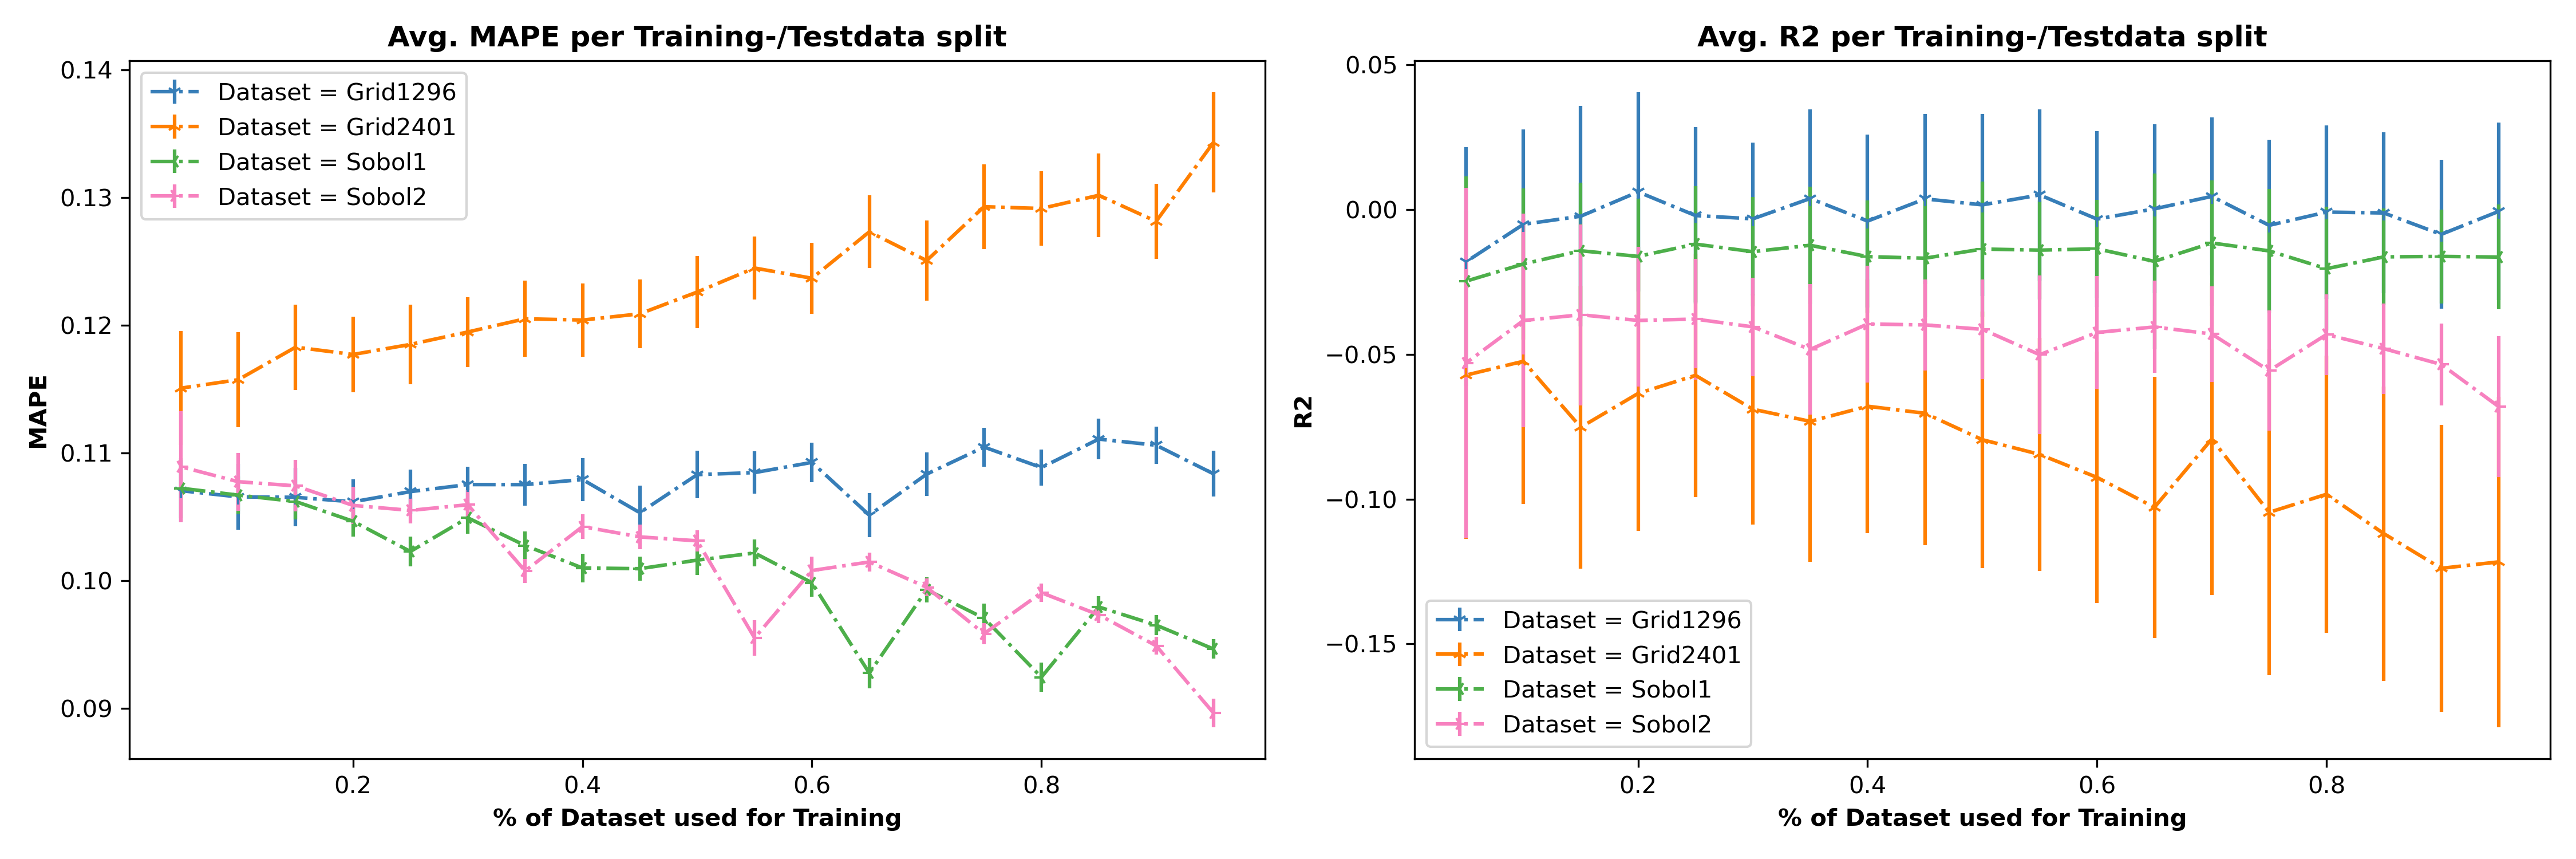 Avg. MAPE per Training-/Testdata split
0.14
0.13
0.12
0.11
0.10
0.09
MAPE
Dataset = Grid1296
Dataset = Grid2401
Dataset = Sobol1
Dataset = Sobol2
0.2 0.4 0.6 0.8
% of Dataset used for Training
Avg. R2 per Training-/Testdata split
0.05
0.00
−0.05
−0.10
−0.15
R2
Dataset = Grid1296
Dataset = Grid2401
Dataset = Sobol1
Dataset = Sobol2
0.2 0.4 0.6 0.8
% of Dataset used for Training